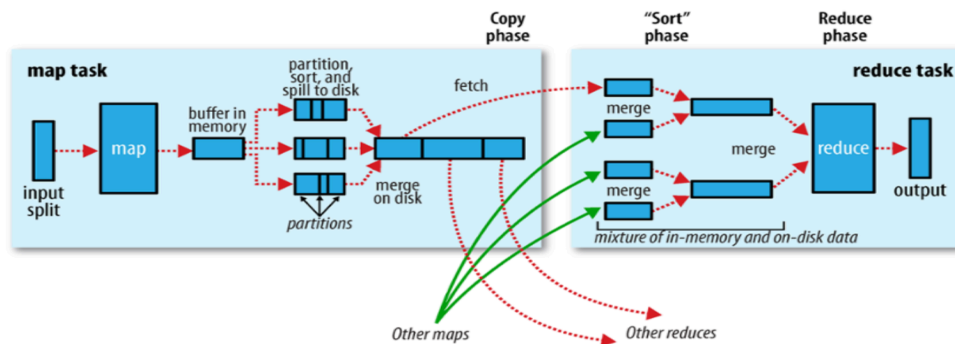 Copy
phase
“Sort”
phase
Reduce
phase
map task
partition,
sort, and
spill to disk
fetch
reduce task
buffer in
memory
merge
map
merge
reduce
input
split
merge
on disk
merge
output
partitions
mixture of in-memory and on-disk data
Other maps
Other reduces